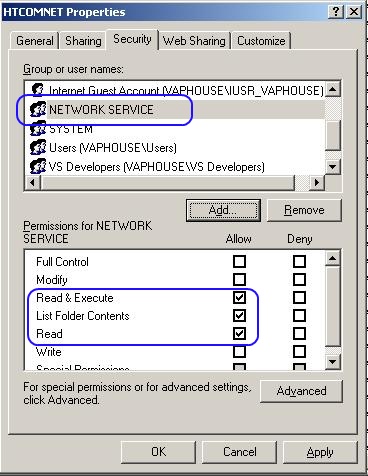 HTCOMNET Properties
General Sharing Security Web Sharing Customize
Group or user names:
Internet Guest Account (VAPHOUSE\IUSR_VAPHOUSE)
NETWORK SERVICE
SYSTEM
Users (VAPHOUSE\Users)
VS Developers (VAPHOUSE\VS Developers)
Add... Remove
Permissions for NETWORK
SERVICE Allow Deny
Full Control
Modify
Read & Execute
List Folder Contents
Read
Write
Special Permissions
For special permissions or for advanced settings,
click Advanced.
Advanced
OK Cancel Apply